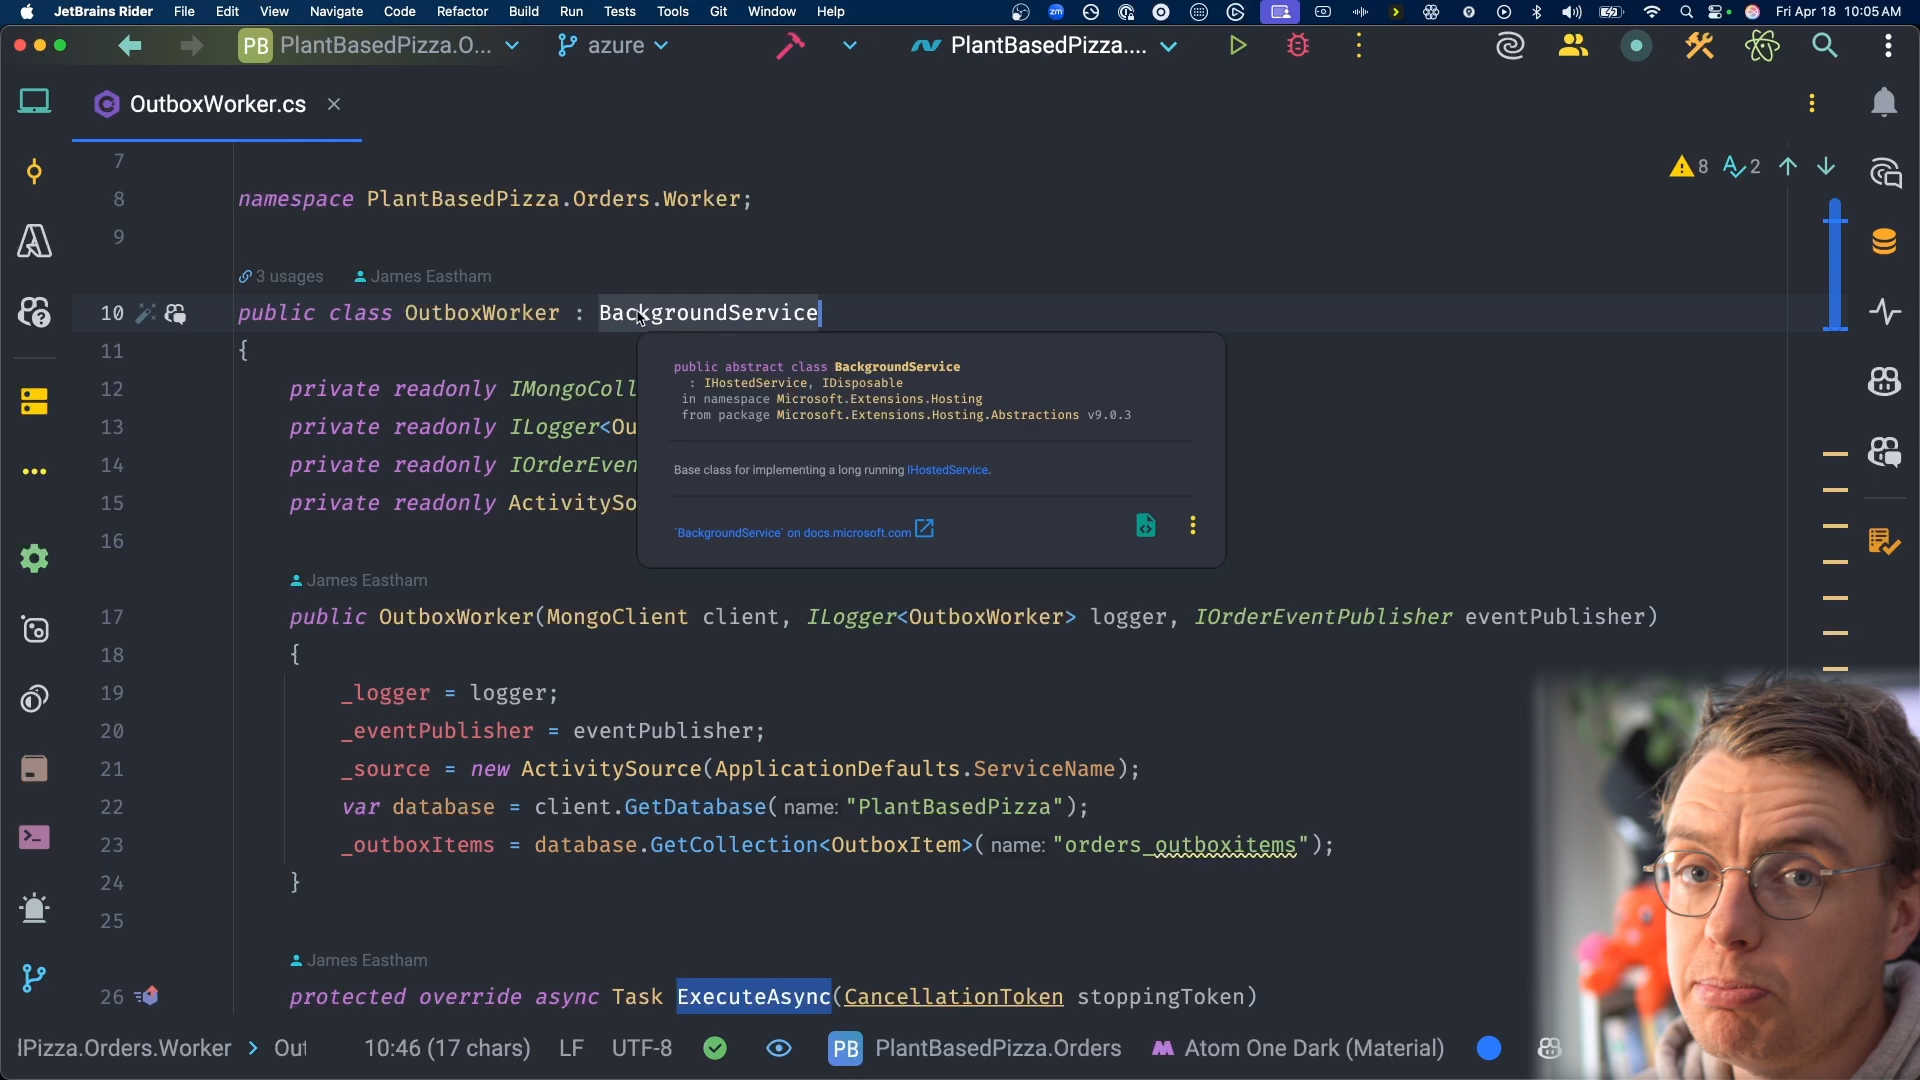 JetBrains Rider File Edit View Navigate Code Refactor Build Run Tests Tools Git Window Help Fri Apr 18 10:05 AM
PB PlantBasedPizza.O... azure PlantBasedPizza....
OutboxWorker.cs
7
8 namespace PlantBasedPizza.Orders.Worker;
9
8 2
3 usages James Eastham
10 public class OutboxWorker : BackgroundService
11 {
12 private readonly IMongoColl
13 private readonly ILogger<Ou
14 private readonly IOrderEven
15 private readonly ActivitySo
16
public abstract class BackgroundService
: IHostedService, IDisposable
in namespace Microsoft.Extensions.Hosting
from package Microsoft.Extensions.Hosting.Abstractions v9.0.3
Base class for implementing a long running IHostedService.
`BackgroundService` on docs.microsoft.com
James Eastham
17 public OutboxWorker(MongoClient client, ILogger<OutboxWorker> logger, IOrderEventPublisher eventPublisher)
18 {
19 _logger = logger;
20 _eventPublisher = eventPublisher;
21 _source = new ActivitySource(ApplicationDefaults.ServiceName);
22 var database = client.GetDatabase( name: "PlantBasedPizza");
23 _outboxItems = database.GetCollection<OutboxItem>( name: "orders_outboxitems");
24 }
25
James Eastham
26 protected override async Task ExecuteAsync(CancellationToken stoppingToken)
lPizza.Orders.Worker Out 10:46 (17 chars) LF UTF-8 PB PlantBasedPizza.Orders Atom One Dark (Material)